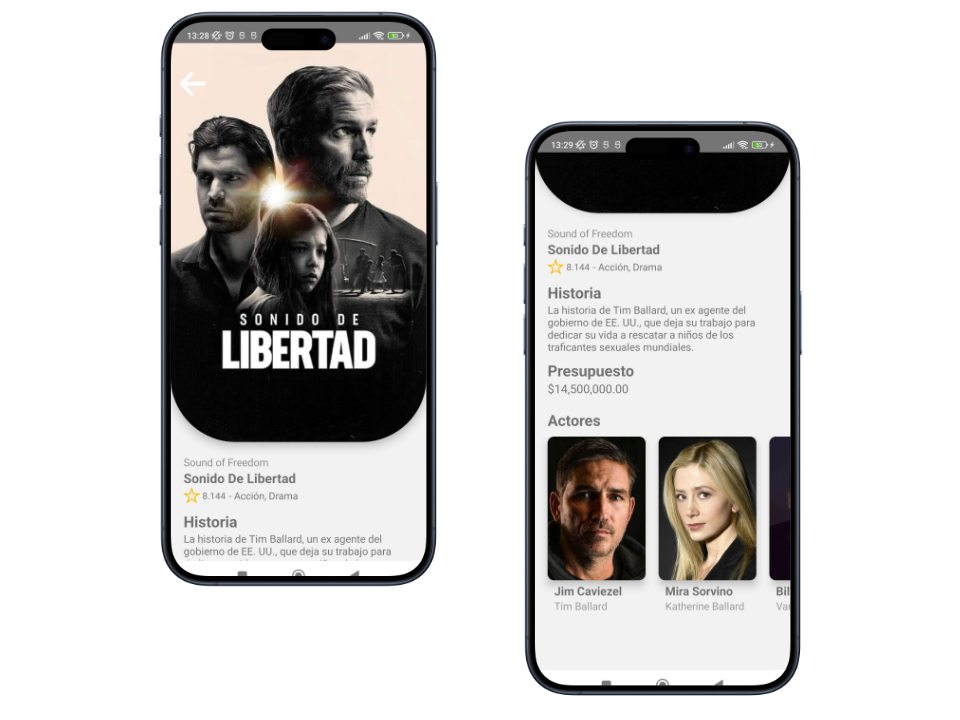 13:28
SONIDO DE
LIBERTAD
Sound of Freedom
Sonido De Libertad
8.144 - Acción, Drama
Historia
La historia de Tim Ballard, un ex agente del
gobierno de EE. UU., que deja su trabajo para
13:29
Sound of Freedom
Sonido De Libertad
8.144 - Acción, Drama
Historia
La historia de Tim Ballard, un ex agente del
gobierno de EE. UU., que deja su trabajo para
dedicar su vida a rescatar a niños de los
traficantes sexuales mundiales.
Presupuesto
$14,500,000.00
Actores
Jim Caviezel
Tim Ballard
Mira Sorvino
Katherine Ballard
Bil